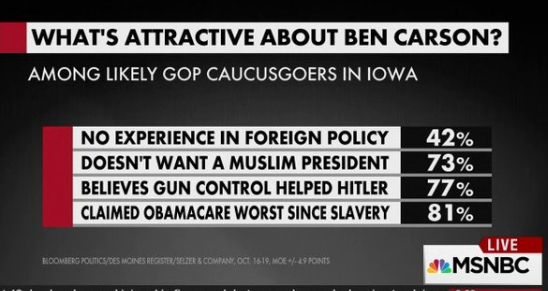 WHAT'S ATTRACTIVE ABOUT BEN CARSON?
AMONG LIKELY GOP CAUCUSGOERS IN IOWA
NO EXPERIENCE IN FOREIGN POLICY 42%
DOESN'T WANT A MUSLIM PRESIDENT 73%
BELIEVES GUN CONTROL HELPED HITLER 77%
CLAIMED OBAMACARE WORST SINCE SLAVERY 81%
BLOOMBERG POLITICS/DES MOINES REGISTER/SELZER & COMPANY, OCT. 16-19, MOE +/- 4.9 POINTS
LIVE
MSNBC